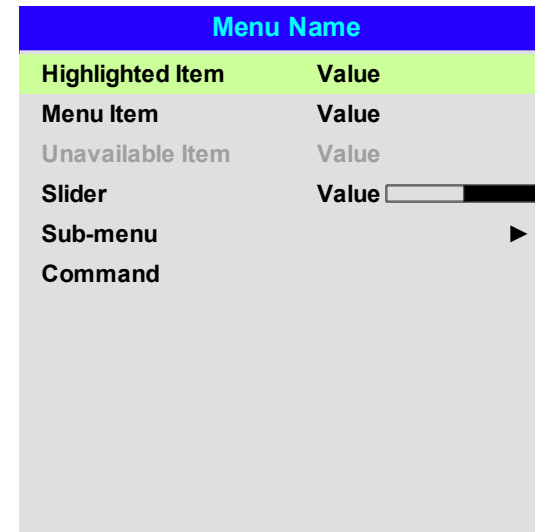 Menu Name
Highlighted Item Value
Menu Item Value
Unavailable Item Value
Slider Value
Sub-menu
Command